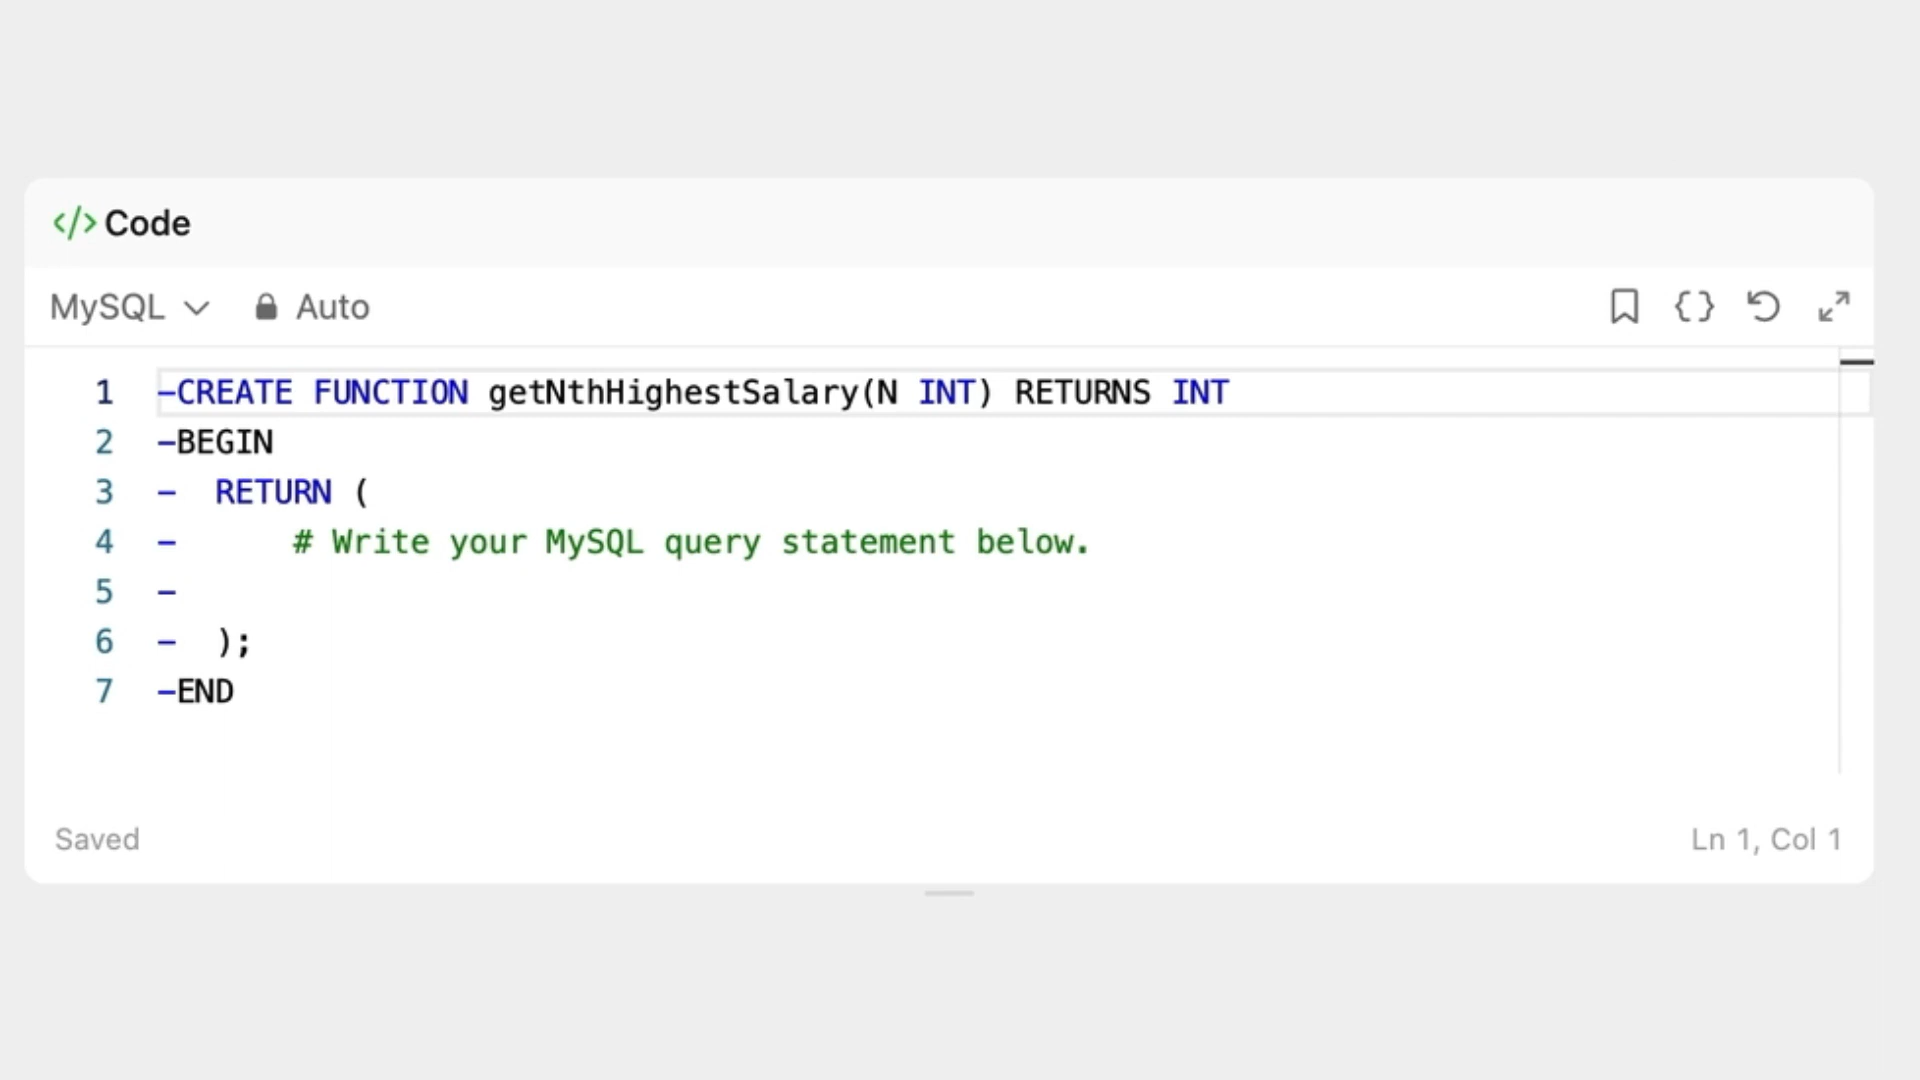 </> Code
MySQL Auto
1 -CREATE FUNCTION getNthHighestSalary(N INT) RETURNS INT
2 -BEGIN
3 -  RETURN (
4 -      # Write your MySQL query statement below.
5 -
6 -  );
7 -END
Saved Ln 1, Col 1